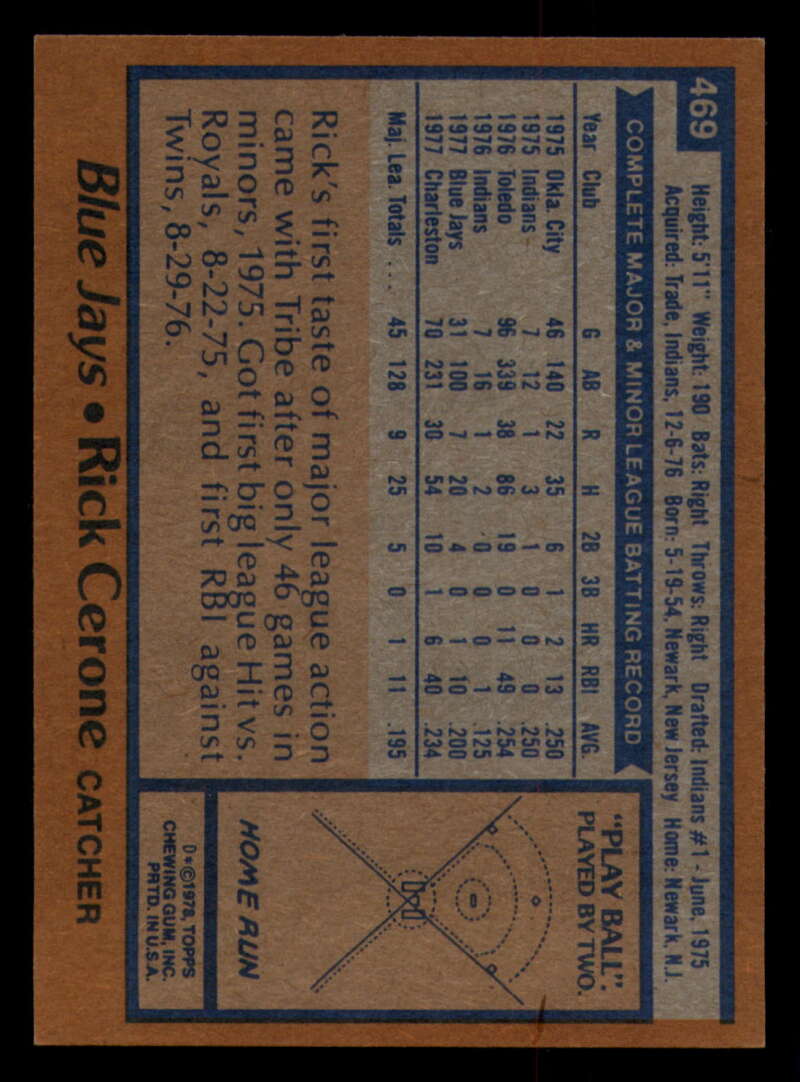 469
Height: 5'11" Weight: 190 Bats: Right Throws: Right Drafted: Indians #1 - June, 1975
Acquired: Trade, Indians, 12-6-76 Born: 5-19-54, Newark, New Jersey Home: Newark, N.J.
COMPLETE MAJOR & MINOR LEAGUE BATTING RECORD
Year Club G AB R H 2B 3B HR RBI AVG.
1975 Okla. City 46 140 22 35 6 1 2 13 .250
1975 Indians 7 12 1 3 1 0 0 0 .250
1976 Toledo 96 339 38 86 19 0 11 49 .254
1976 Indians 7 16 1 2 0 0 0 1 .125
1977 Blue Jays 31 100 7 20 4 0 1 10 .200
1977 Charleston 70 231 30 54 10 1 6 40 .234
Maj. Lea. Totals ... 45 128 9 25 5 0 1 11 .195
Rick's first taste of major league action
came with Tribe after only 46 games in
minors, 1975. Got first big league Hit vs.
Royals, 8-22-75, and first RBI against
Twins, 8-29-76.
"PLAY BALL".
PLAYED BY TWO.
HOME RUN
D*©1978, TOPPS
CHEWING GUM, INC.
PRTD. IN U.S.A.
Blue Jays • Rick Cerone CATCHER